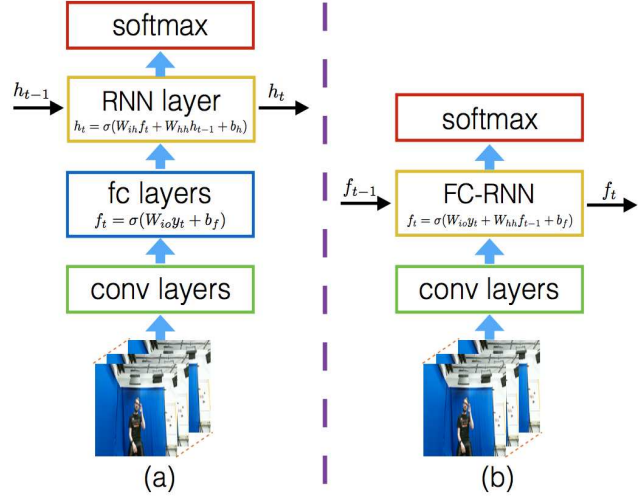 softmax
h_{t-1}
RNN layer
h_t = σ(W_{ih}f_t + W_{hh}h_{t-1} + b_h)
h_t
fc layers
f_t = σ(W_{io}y_t + b_f)
conv layers
(a)
softmax
f_{t-1}
FC-RNN
f_t = σ(W_{io}y_t + W_{hh}f_{t-1} + b_f)
f_t
conv layers
(b)